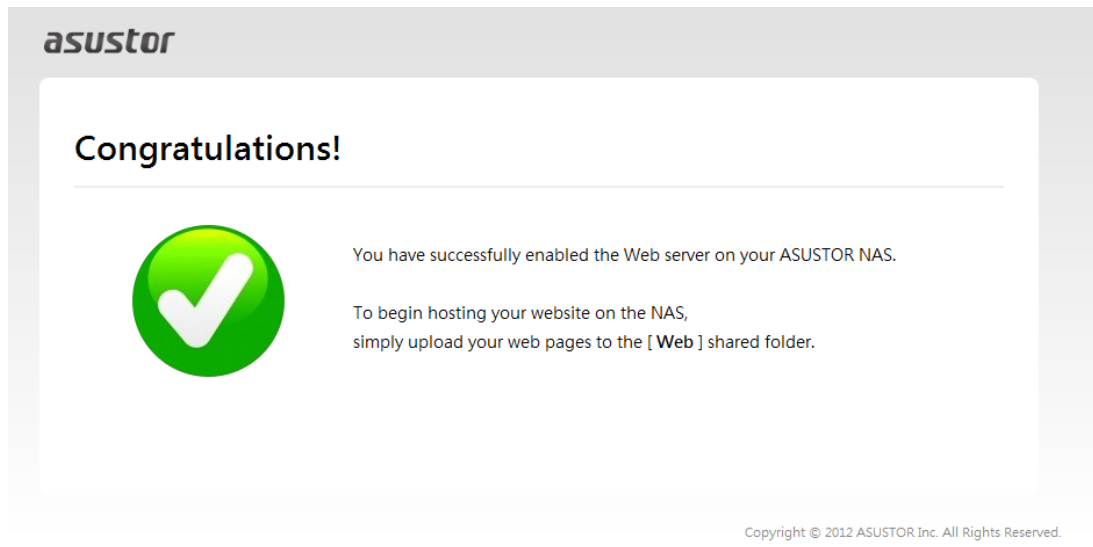 asustor
Congratulations!
You have successfully enabled the Web server on your ASUSTOR NAS.
To begin hosting your website on the NAS,
simply upload your web pages to the [ Web ] shared folder.
Copyright © 2012 ASUSTOR Inc. All Rights Reserved.